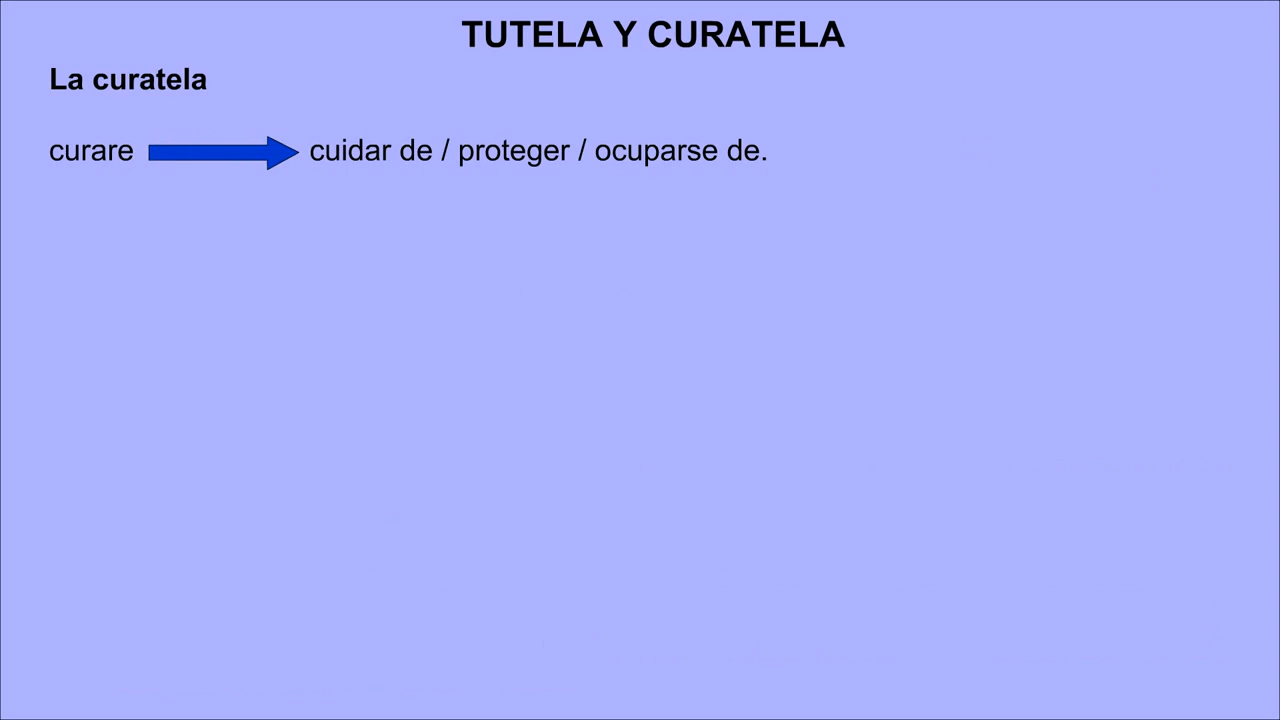 TUTELA Y CURATELA
La curatela
curare cuidar de / proteger / ocuparse de.